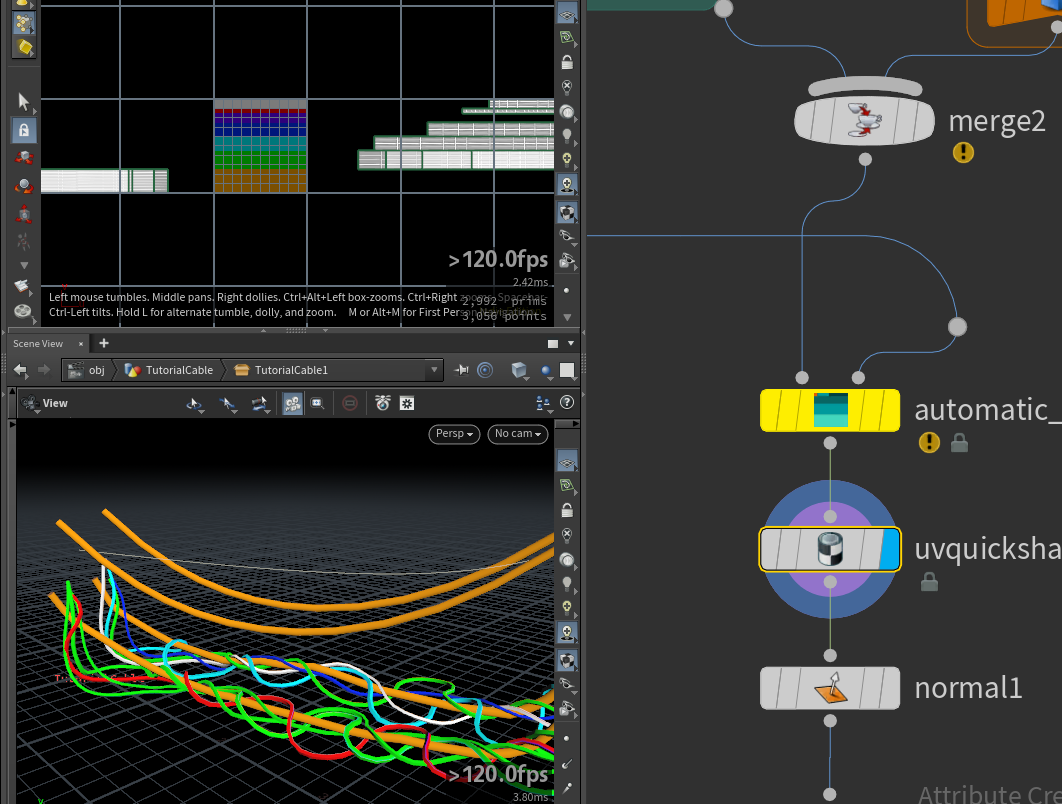 merge2
>120.0fps
2.42ms
Left mouse tumbles. Middle pans. Right dollies. Ctrl+Alt+Left box-zooms. Ctrl+Right zooms. Spacebar-
2,992 prims
Ctrl-Left tilts. Hold L for alternate tumble, dolly, and zoom. M or Alt+M for First Person Navigation.
3,056 points
Scene View × +
obj TutorialCable TutorialCable1
View
Persp No cam
automatic_
uvquicksha
normal1
>120.0fps
3.80ms
Attribute Cre
y